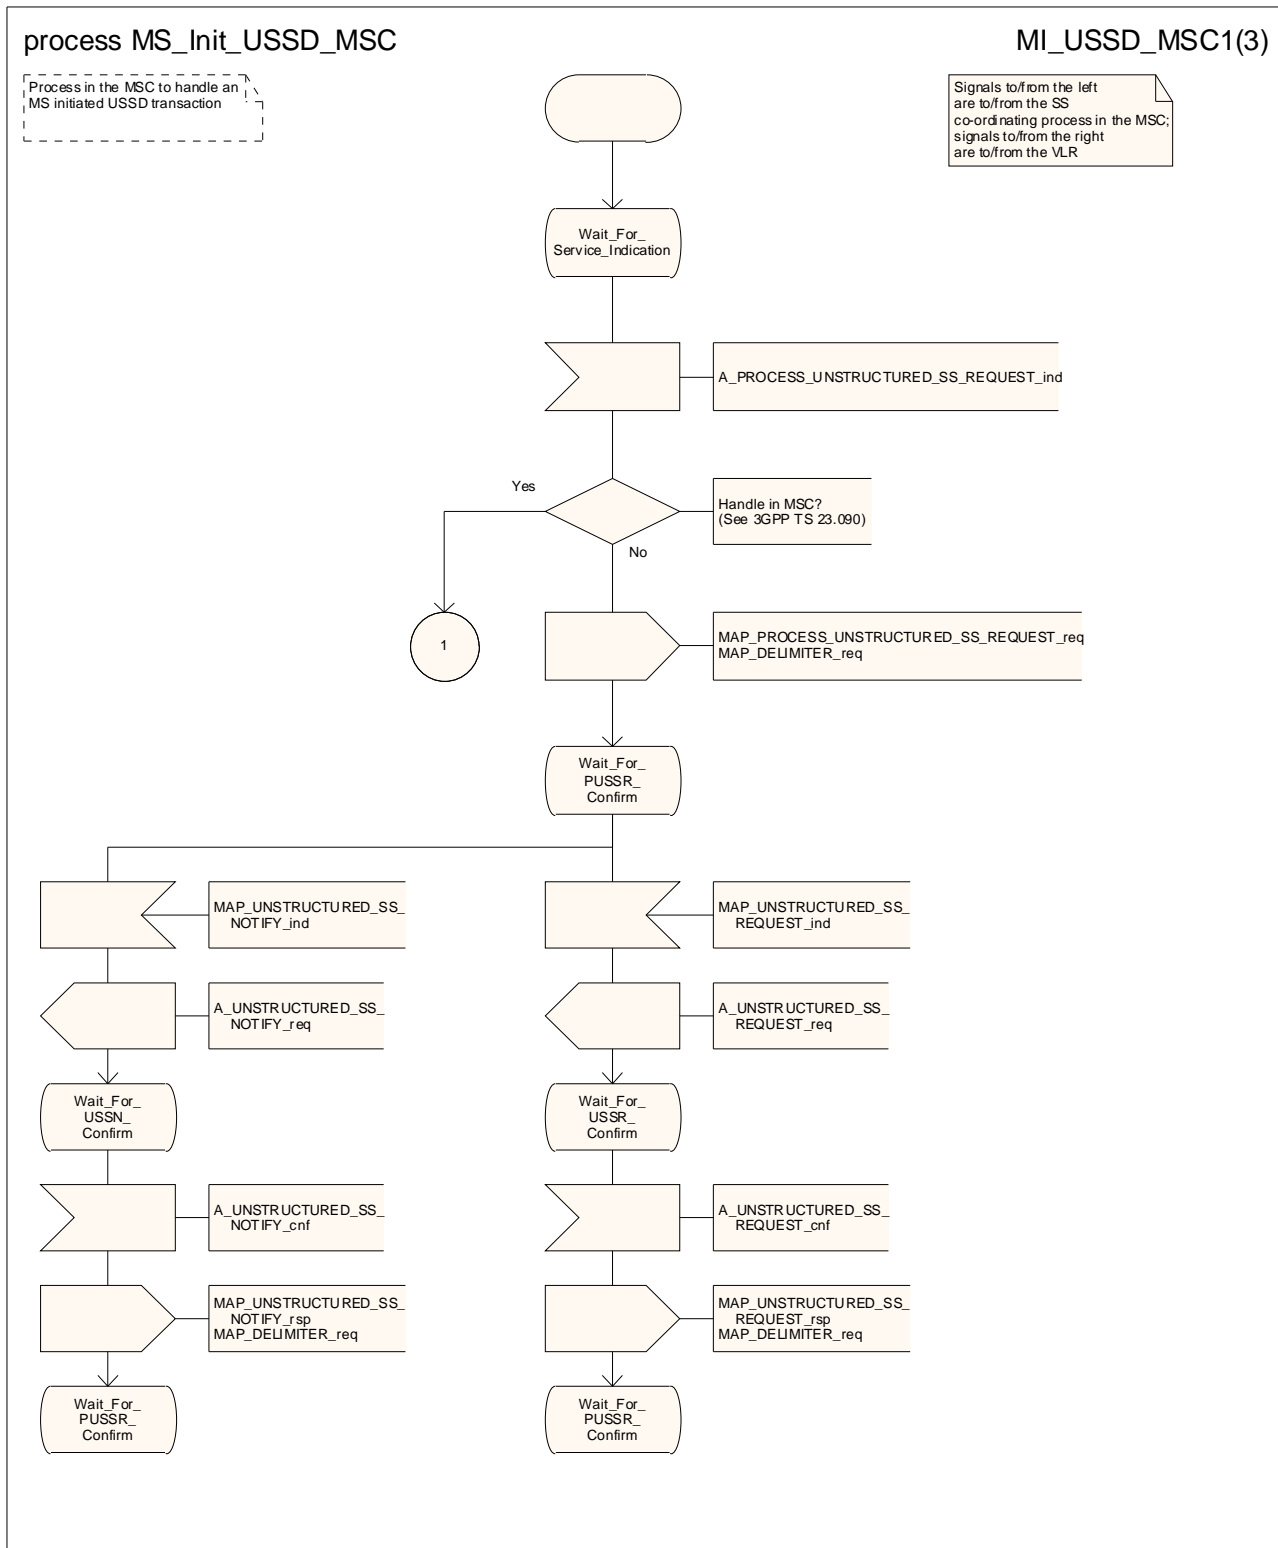 process MS_Init_USSD_MSC
MI_USSD_MSC1(3)
Process in the MSC to handle an
MS initiated USSD transaction
Signals to/from the left
are to/from the SS
co-ordinating process in the MSC;
signals to/from the right
are to/from the VLR
Wait_For_
Service_Indication
A_PROCESS_UNSTRUCTURED_SS_REQUEST_ind
Yes
Handle in MSC?
(See 3GPP TS 23.090)
No
1
MAP_PROCESS_UNSTRUCTURED_SS_REQUEST_req
MAP_DELIMITER_req
Wait_For_
PUSSR_
Confirm
MAP_UNSTRUCTURED_SS_
NOTIFY_ind
MAP_UNSTRUCTURED_SS_
REQUEST_ind
A_UNSTRUCTURED_SS_
NOTIFY_req
A_UNSTRUCTURED_SS_
REQUEST_req
Wait_For_
USSN_
Confirm
Wait_For_
USSR_
Confirm
A_UNSTRUCTURED_SS_
NOTIFY_cnf
A_UNSTRUCTURED_SS_
REQUEST_cnf
MAP_UNSTRUCTURED_SS_
NOTIFY_rsp
MAP_DELIMITER_req
MAP_UNSTRUCTURED_SS_
REQUEST_rsp
MAP_DELIMITER_req
Wait_For_
PUSSR_
Confirm
Wait_For_
PUSSR_
Confirm